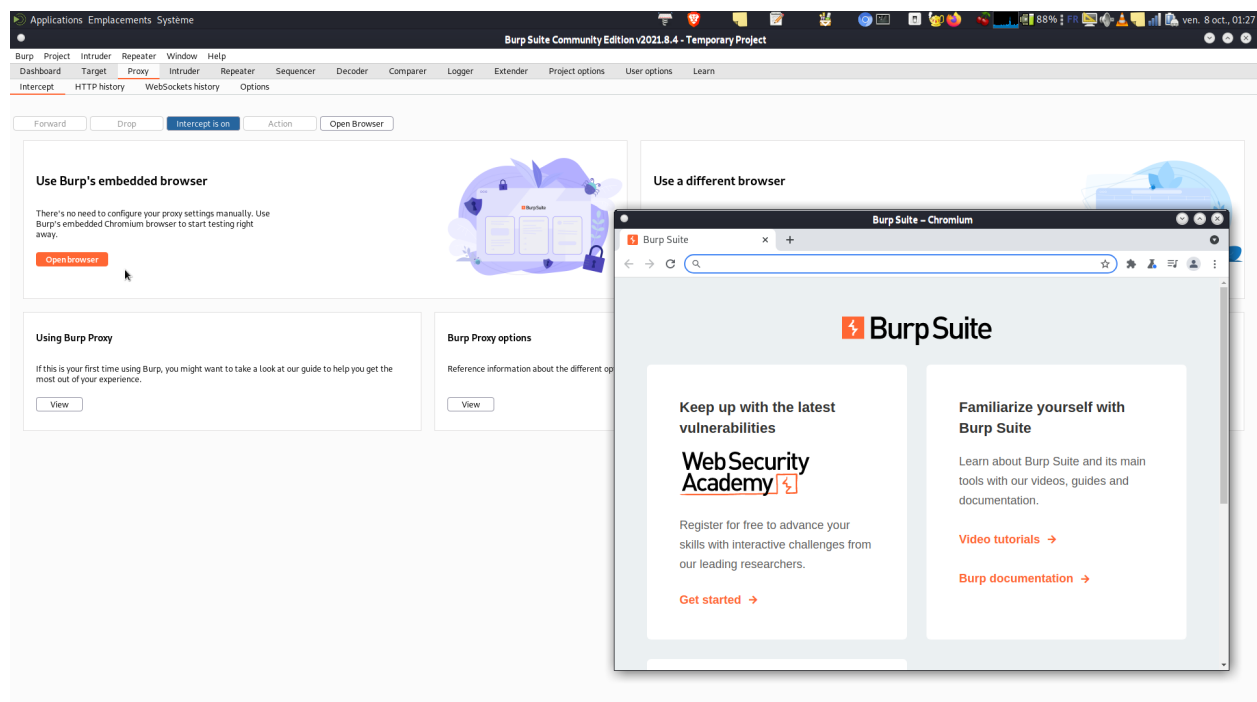 Applications Emplacements Système
88% FR ven. 8 oct., 01:27
Burp Suite Community Edition v2021.8.4 - Temporary Project
Burp Project Intruder Repeater Window Help
Dashboard Target Proxy Intruder Repeater Sequencer Decoder Comparer Logger Extender Project options User options Learn
Intercept HTTP history WebSockets history Options
Forward Drop Intercept is on Action Open Browser
Use Burp's embedded browser
There's no need to configure your proxy settings manually. Use
Burp's embedded Chromium browser to start testing right
away.
Open browser
BurpSuite
Use a different browser
Using Burp Proxy
If this is your first time using Burp, you might want to take a look at our guide to help you get the
most out of your experience.
View
Burp Proxy options
Reference information about the different op
View
Burp Suite – Chromium
Burp Suite
Burp Suite
Keep up with the latest
vulnerabilities
Web Security
Academy
Register for free to advance your
skills with interactive challenges from
our leading researchers.
Get started →
Familiarize yourself with
Burp Suite
Learn about Burp Suite and its main
tools with our videos, guides and
documentation.
Video tutorials →
Burp documentation →